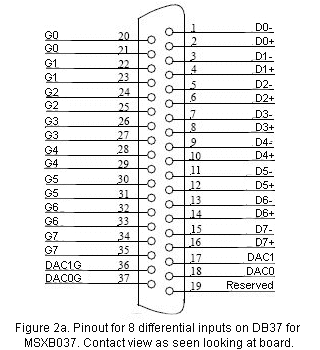 G0 20 1 D0-
G0 21 2 D0+
G1 22 3 D1-
G1 23 4 D1+
G2 24 5 D2-
G2 25 6 D2+
G3 26 7 D3-
G3 27 8 D3+
G4 28 9 D4-
G4 29 10 D4+
G5 30 11 D5-
G5 31 12 D5+
G6 32 13 D6-
G6 33 14 D6+
G7 34 15 D7-
G7 35 16 D7+
DAC1G 36 17 DAC1
DAC0G 37 18 DAC0
19 Reserved
Figure 2a. Pinout for 8 differential inputs on DB37 for
MSXB037. Contact view as seen looking at board.